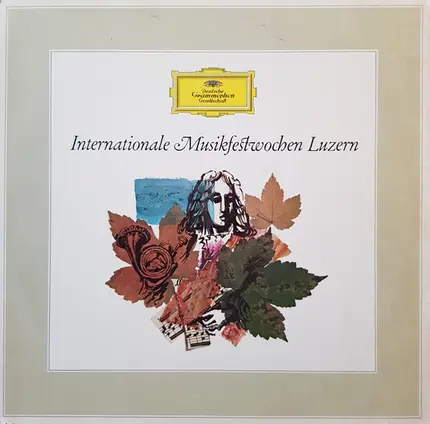 Deutsche
Grammophon
Gesellschaft
Internationale Musikfestwochen Luzern